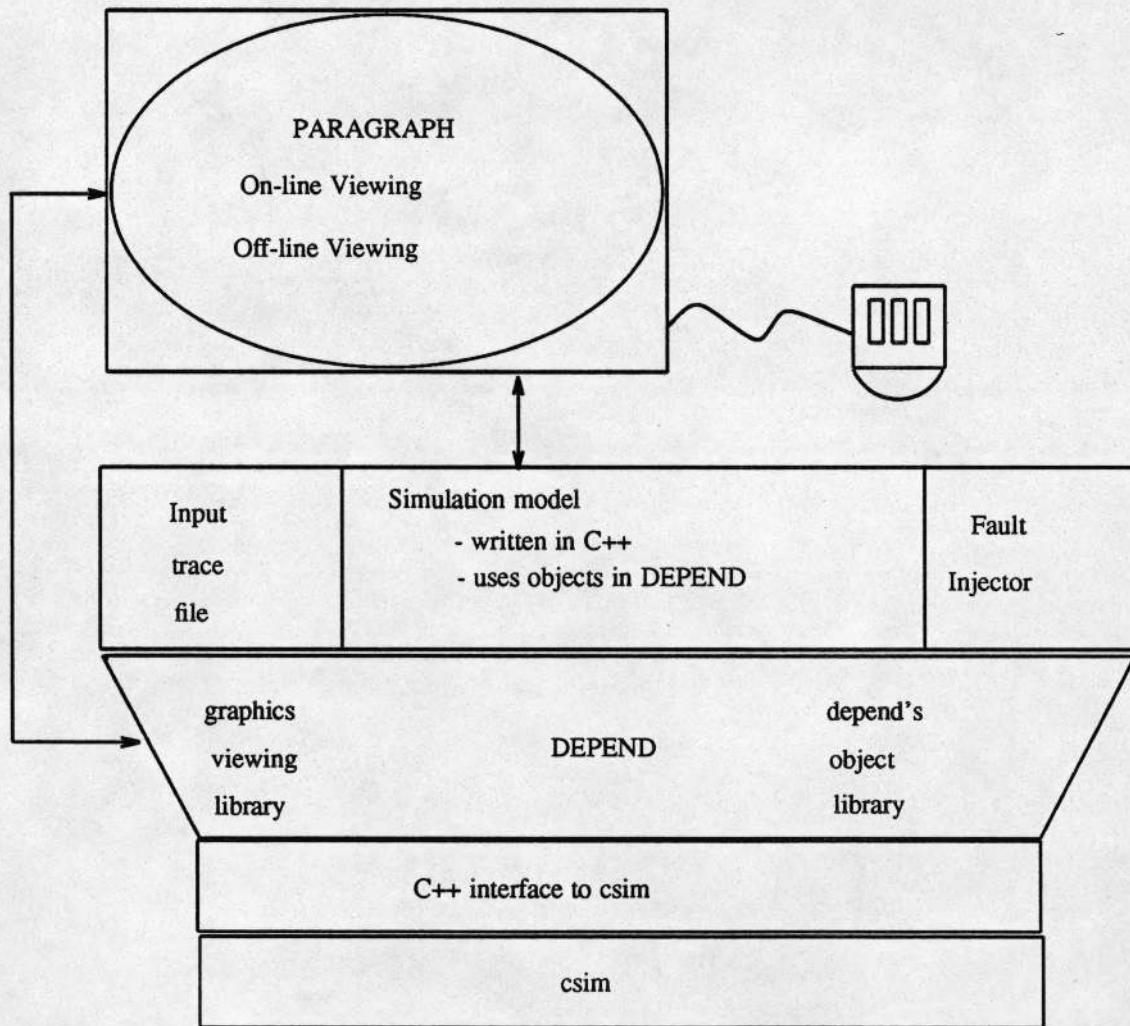 PARAGRAPH
On-line Viewing
Off-line Viewing
Input
trace
file
Simulation model
- written in C++
- uses objects in DEPEND
Fault
Injector
graphics
viewing
library
DEPEND
depend's
object
library
C++ interface to csim
csim